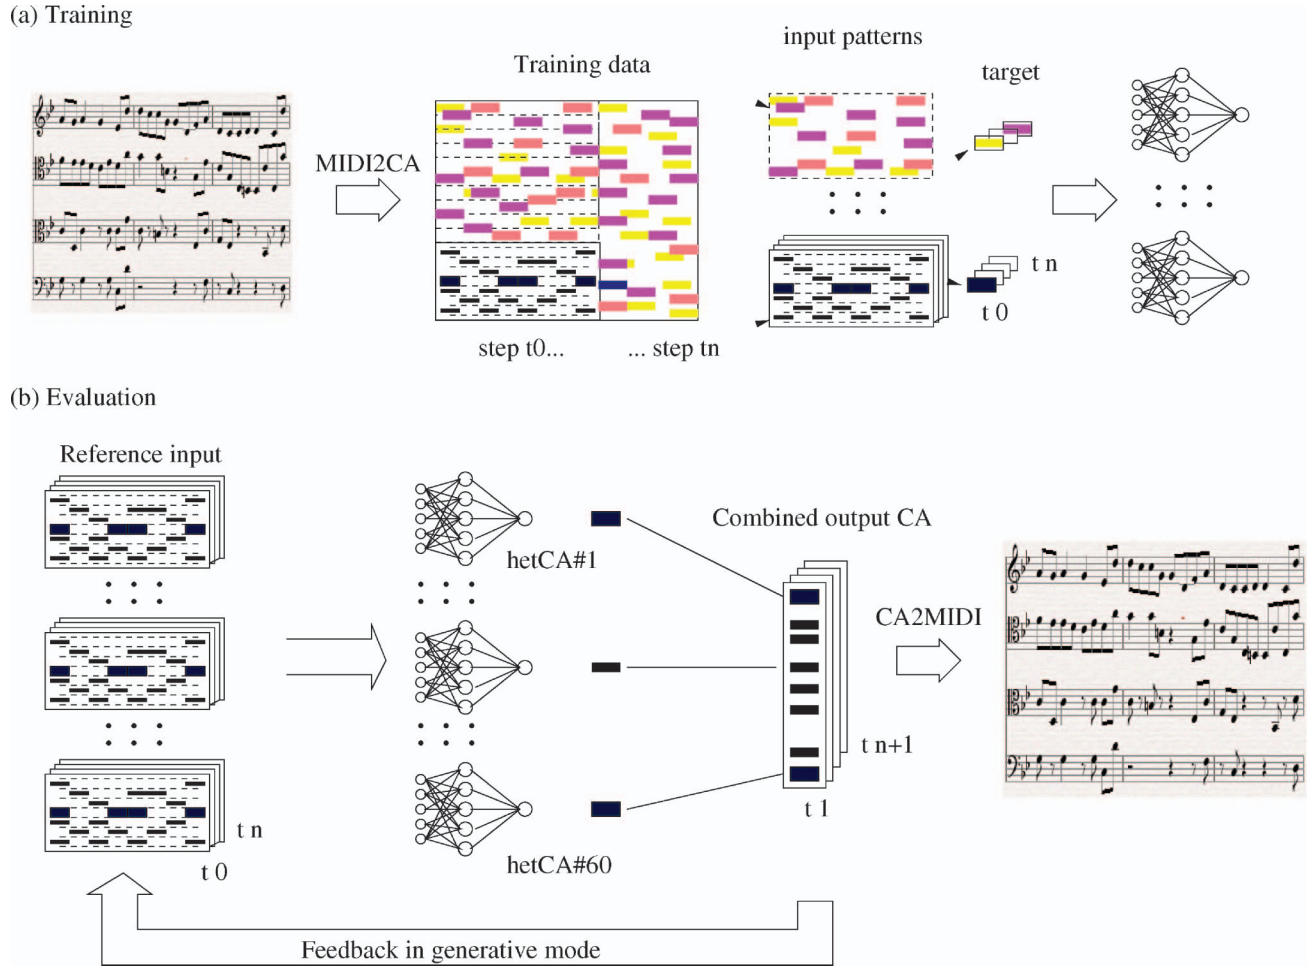 (a) Training
input patterns
Training data
target
MIDI2CA
t n
t 0
step t0...
... step tn
(b) Evaluation
Reference input
Combined output CA
hetCA#1
CA2MIDI
t n+1
t 1
t n
t 0
hetCA#60
Feedback in generative mode